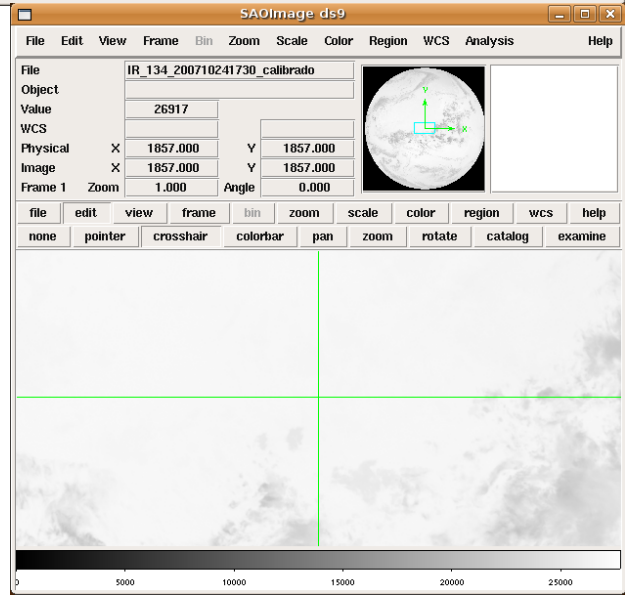 SAOImage ds9
File Edit View Frame Bin Zoom Scale Color Region WCS Analysis Help
File IR_134_200710241730_calibrado
Object
Value 26917
WCS
Physical X 1857.000 Y 1857.000
Image X 1857.000 Y 1857.000
Frame 1 Zoom 1.000 Angle 0.000
Y
X
file edit view frame bin zoom scale color region wcs help
none pointer crosshair colorbar pan zoom rotate catalog examine
5000 10000 15000 20000 25000